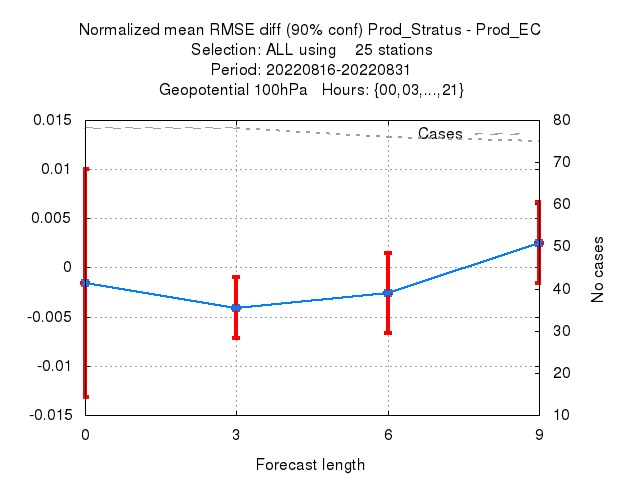 Normalized mean RMSE diff (90% conf) Prod_Stratus - Prod_EC
Selection: ALL using 25 stations
Period: 20220816-20220831
Geopotential 100hPa Hours: {00,03,...,21}
Cases
0.015
0.01
0.005
0
-0.005
-0.01
-0.015
80
70
60
50
40
30
20
10
No cases
0 3 6 9
Forecast length